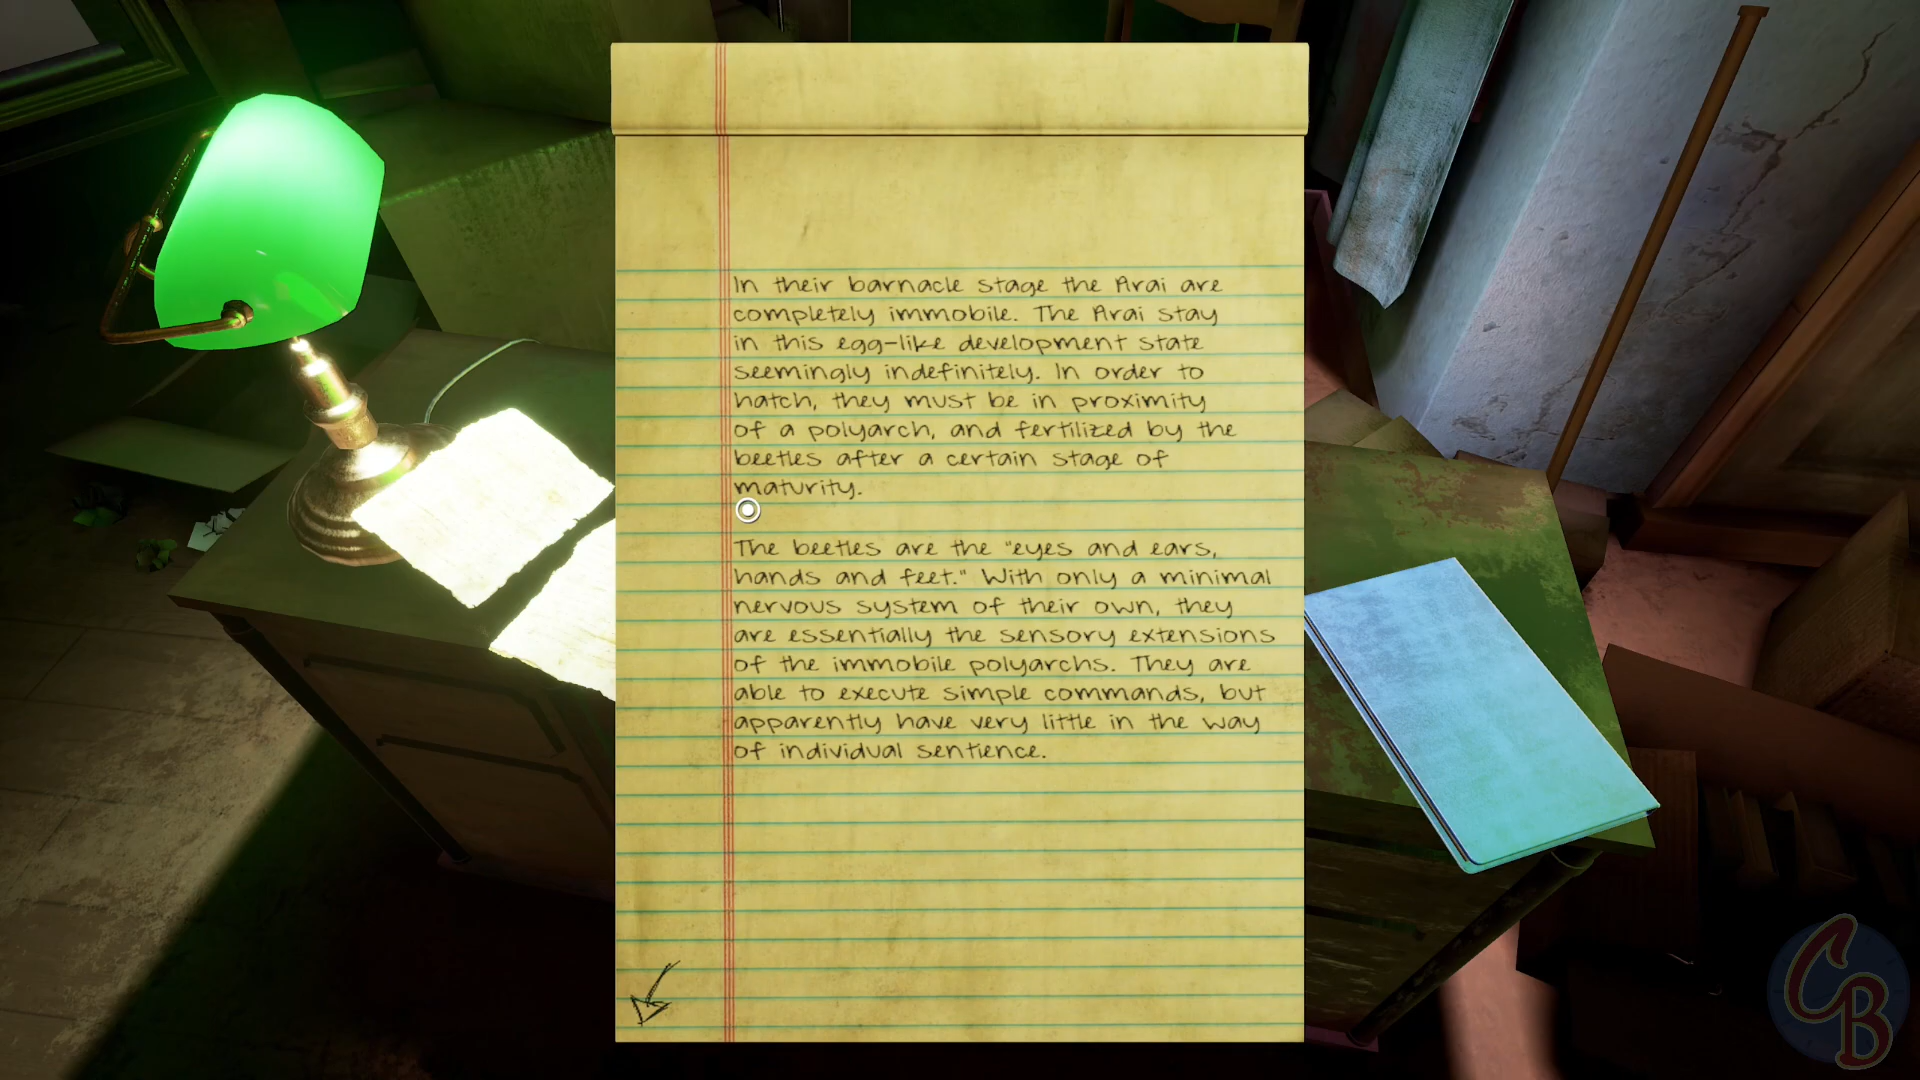 In their barnacle stage the Arai are
completely immobile. The Arai stay
in this egg-like development state
seemingly indefinitely. In order to
hatch, they must be in proximity
of a polyarch, and fertilized by the
beetles after a certain stage of
maturity.
The beetles are the "eyes and ears,
hands and feet." With only a minimal
nervous system of their own, they
are essentially the sensory extensions
of the immobile polyarchs. They are
able to execute simple commands, but
apparently have very little in the way
of individual sentience.
CB